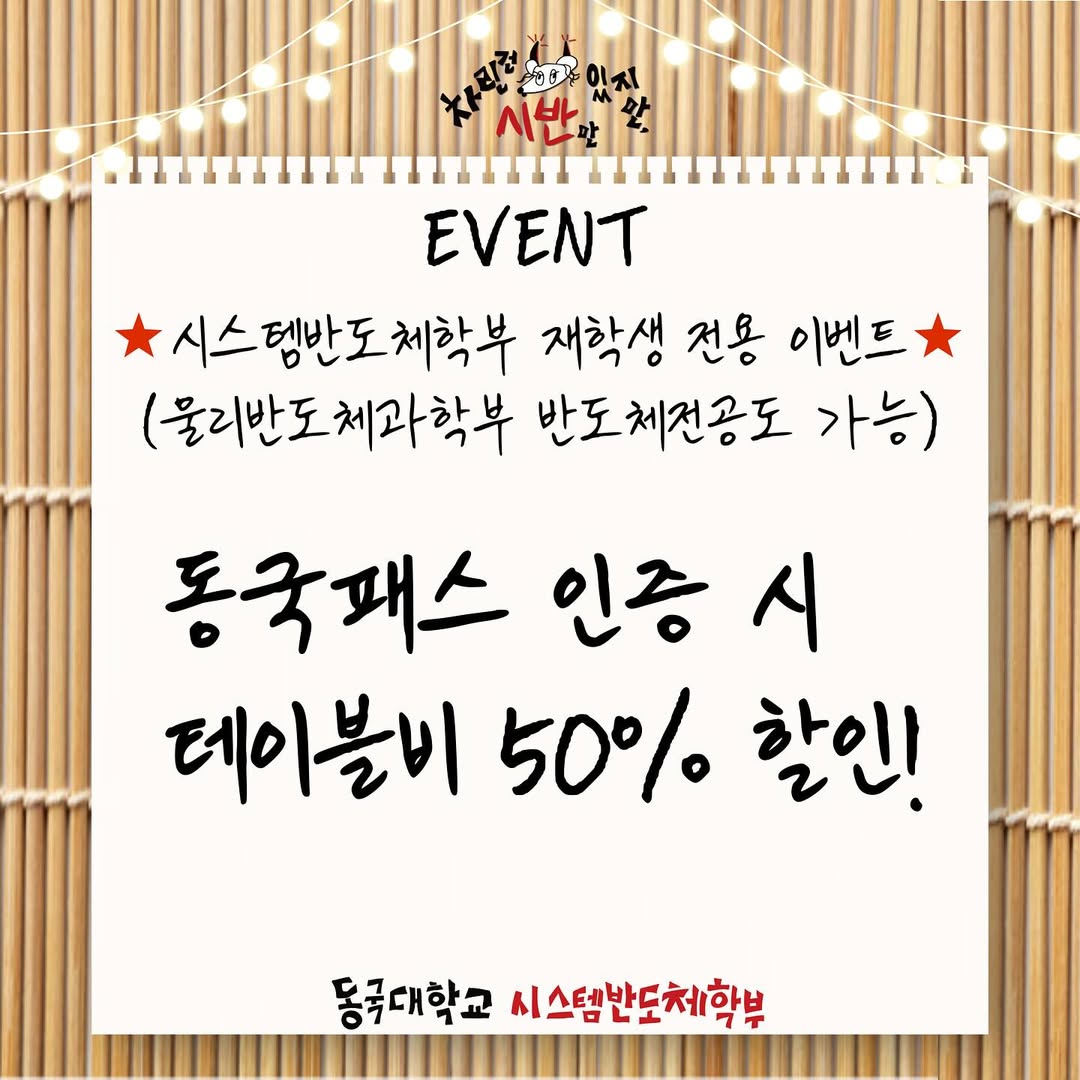 차린건 있지만,
시반만
EVENT
★시스템반도체학부 재학생 전용 이벤트★
(물리반도체과학부 반도체전공도 가능)
동국패스 인증 시
테이블비 50% 할인!
동국대학교 시스템반도체학부